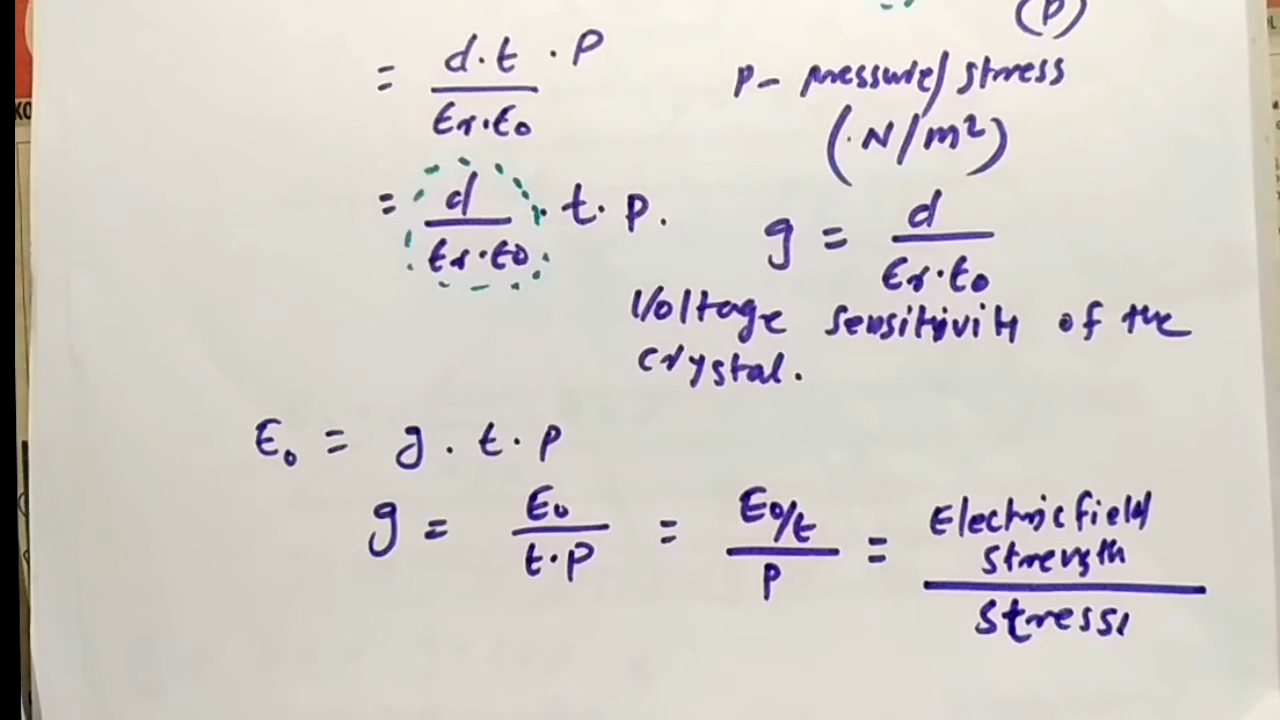 (P)
= d.t . P / εr.ε0
P - pressure/stress
(N/m²)
= d / εr.ε0 . t. P.
g = d / εr.ε0
Voltage sensitivity of the
crystal.
E0 = g . t . P
g = E0 / t.P = E0/t / P = Electric field strength / stress
KO